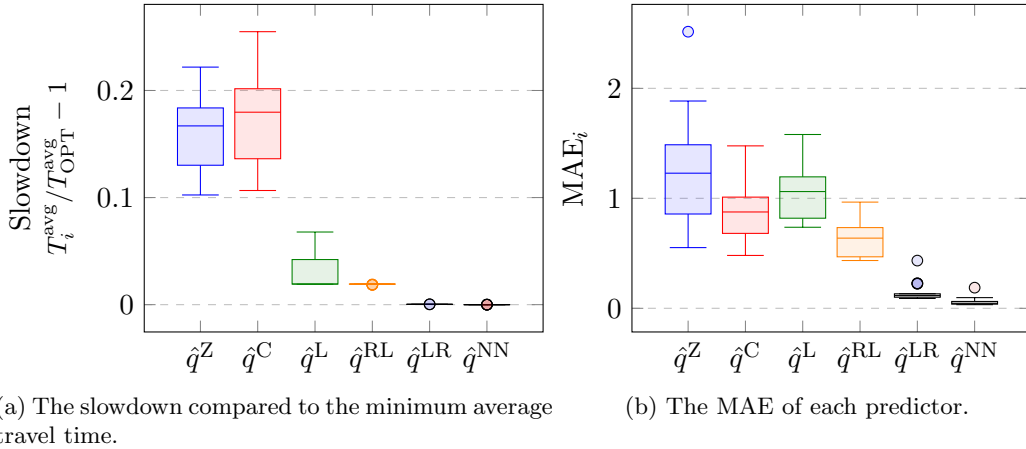 Slowdown
T_i^avg/T_OPT^avg − 1
0.2
0.1
0
q̂^Z q̂^C q̂^L q̂^RL q̂^LR q̂^NN
MAE_i
2
1
0
q̂^Z q̂^C q̂^L q̂^RL q̂^LR q̂^NN
(a) The slowdown compared to the minimum average
travel time.
(b) The MAE of each predictor.